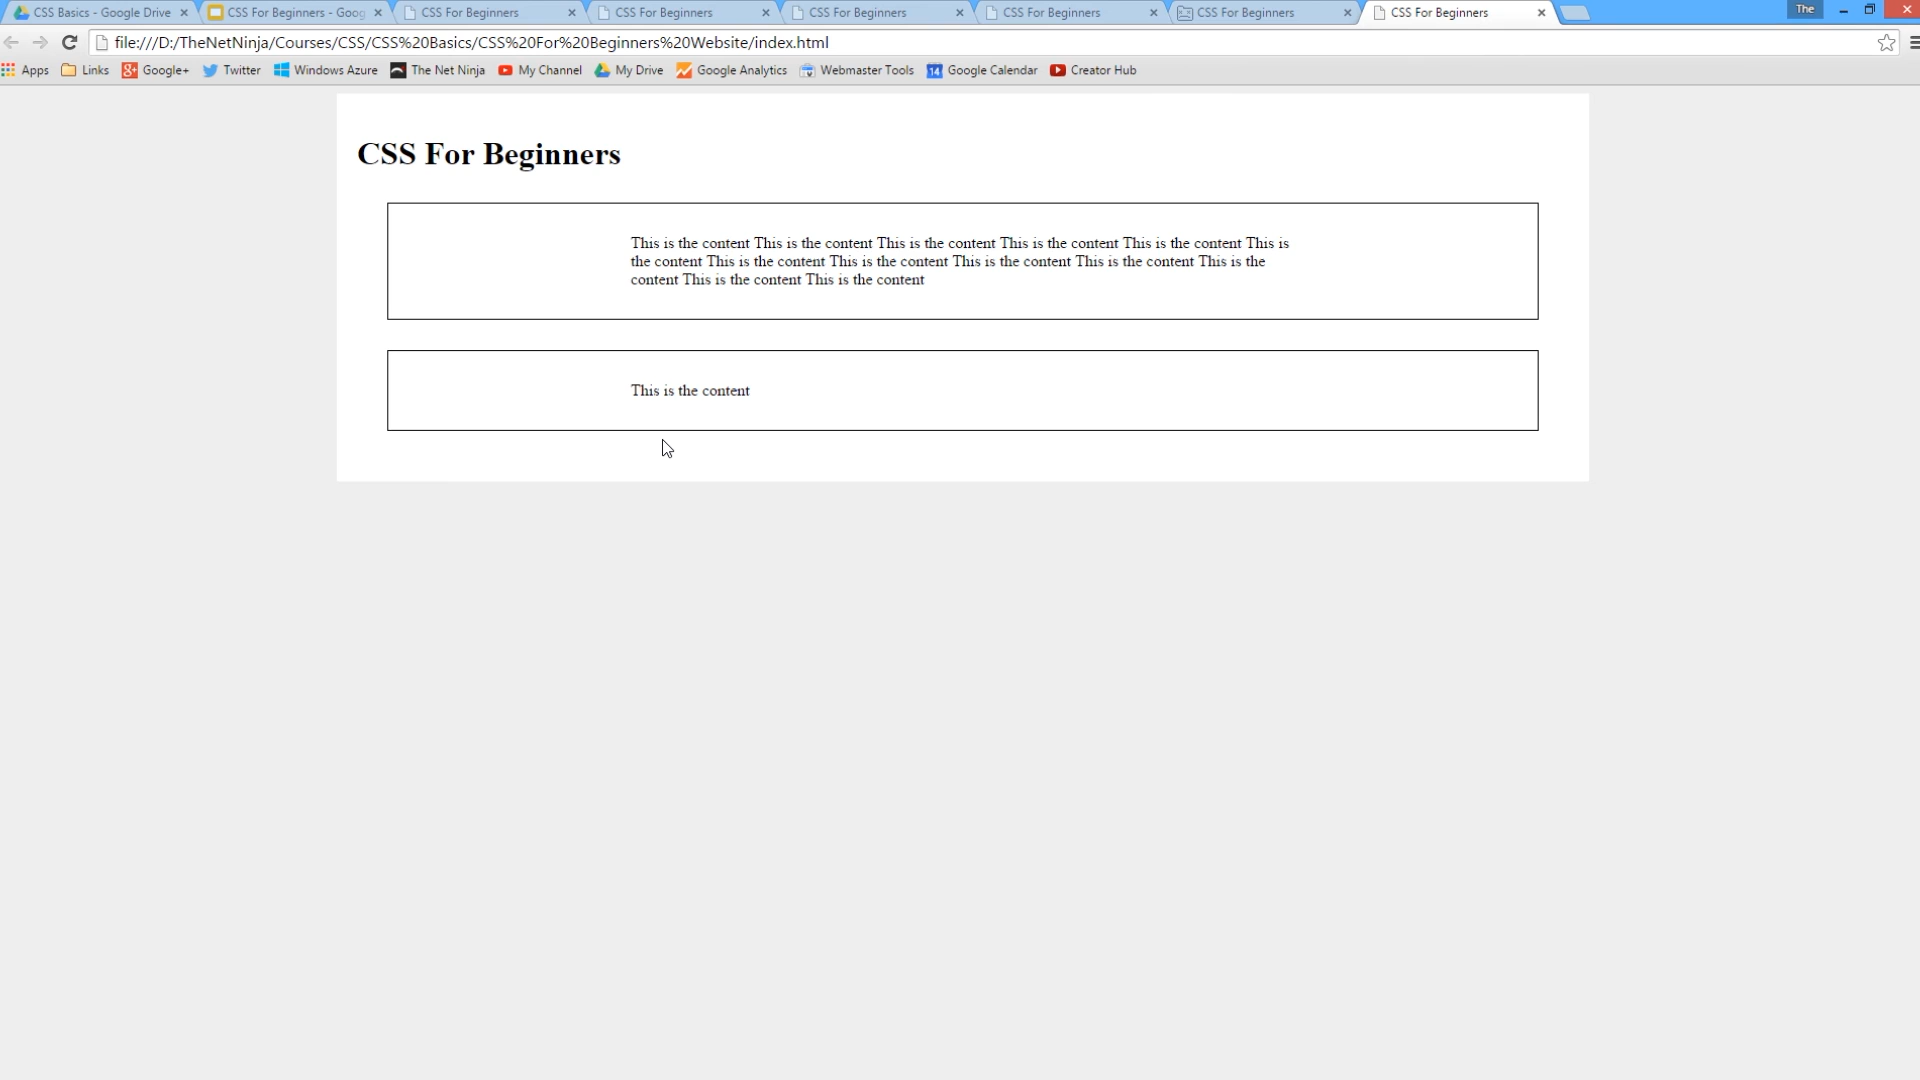 CSS Basics - Google Drive
CSS For Beginners - Goog
CSS For Beginners
CSS For Beginners
CSS For Beginners
CSS For Beginners
CSS For Beginners
CSS For Beginners
The
file:///D:/TheNetNinja/Courses/CSS/CSS%20Basics/CSS%20For%20Beginners%20Website/index.html
Apps
Links
Google+
Twitter
Windows Azure
The Net Ninja
My Channel
My Drive
Google Analytics
Webmaster Tools
14
Google Calendar
Creator Hub
CSS For Beginners
This is the content This is the content This is the content This is the content This is the content This is
the content This is the content This is the content This is the content This is the content This is the
content This is the content This is the content
This is the content